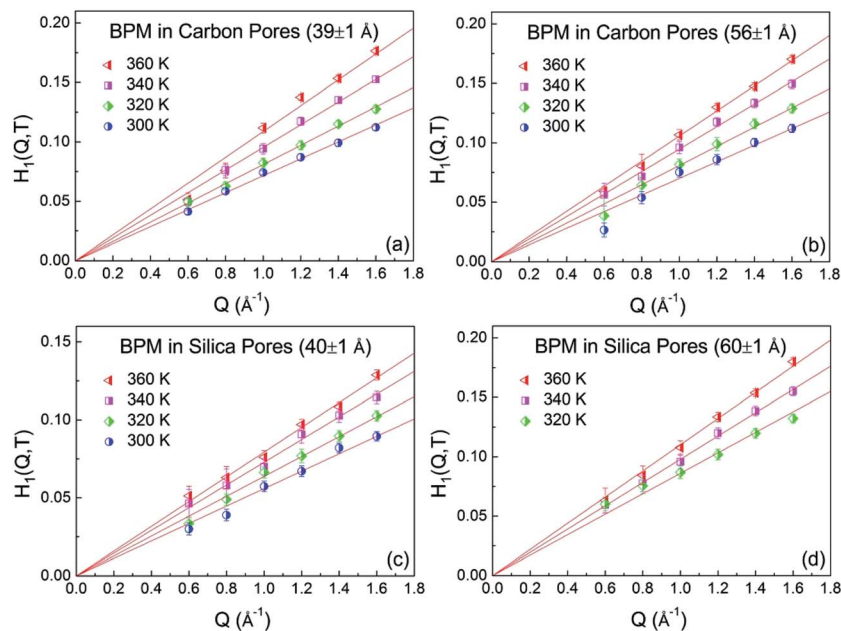 BPM in Carbon Pores (39±1 Å)
360 K
340 K
320 K
300 K
H₁(Q,T)
0.20
0.15
0.10
0.05
0.00
0.0 0.2 0.4 0.6 0.8 1.0 1.2 1.4 1.6 1.8
Q (Å⁻¹)
(a)
BPM in Carbon Pores (56±1 Å)
360 K
340 K
320 K
300 K
H₁(Q,T)
0.20
0.15
0.10
0.05
0.00
0.0 0.2 0.4 0.6 0.8 1.0 1.2 1.4 1.6 1.8
Q (Å⁻¹)
(b)
BPM in Silica Pores (40±1 Å)
360 K
340 K
320 K
300 K
H₁(Q,T)
0.15
0.10
0.05
0.00
0.0 0.2 0.4 0.6 0.8 1.0 1.2 1.4 1.6 1.8
Q (Å⁻¹)
(c)
BPM in Silica Pores (60±1 Å)
360 K
340 K
320 K
H₁(Q,T)
0.20
0.15
0.10
0.05
0.00
0.0 0.2 0.4 0.6 0.8 1.0 1.2 1.4 1.6 1.8
Q (Å⁻¹)
(d)